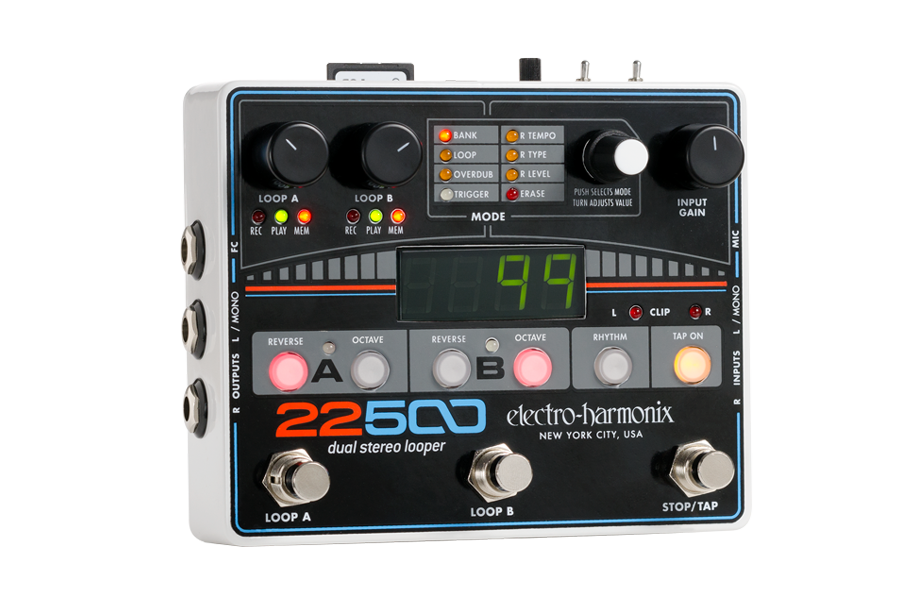 BANK
R TEMPO
LOOP
R TYPE
OVERDUB
R LEVEL
TRIGGER
ERASE
MODE
PUSH SELECTS MODE
TURN ADJUSTS VALUE
LOOP A
REC PLAY MEM
LOOP B
REC PLAY MEM
INPUT
GAIN
FC
MIC
99
L CLIP R
R OUTPUTS L / MONO
R INPUTS L / MONO
REVERSE
OCTAVE
A
REVERSE
OCTAVE
B
RHYTHM
TAP ON
22500
dual stereo looper
electro-harmonix
NEW YORK CITY, USA
LOOP A
LOOP B
STOP/TAP